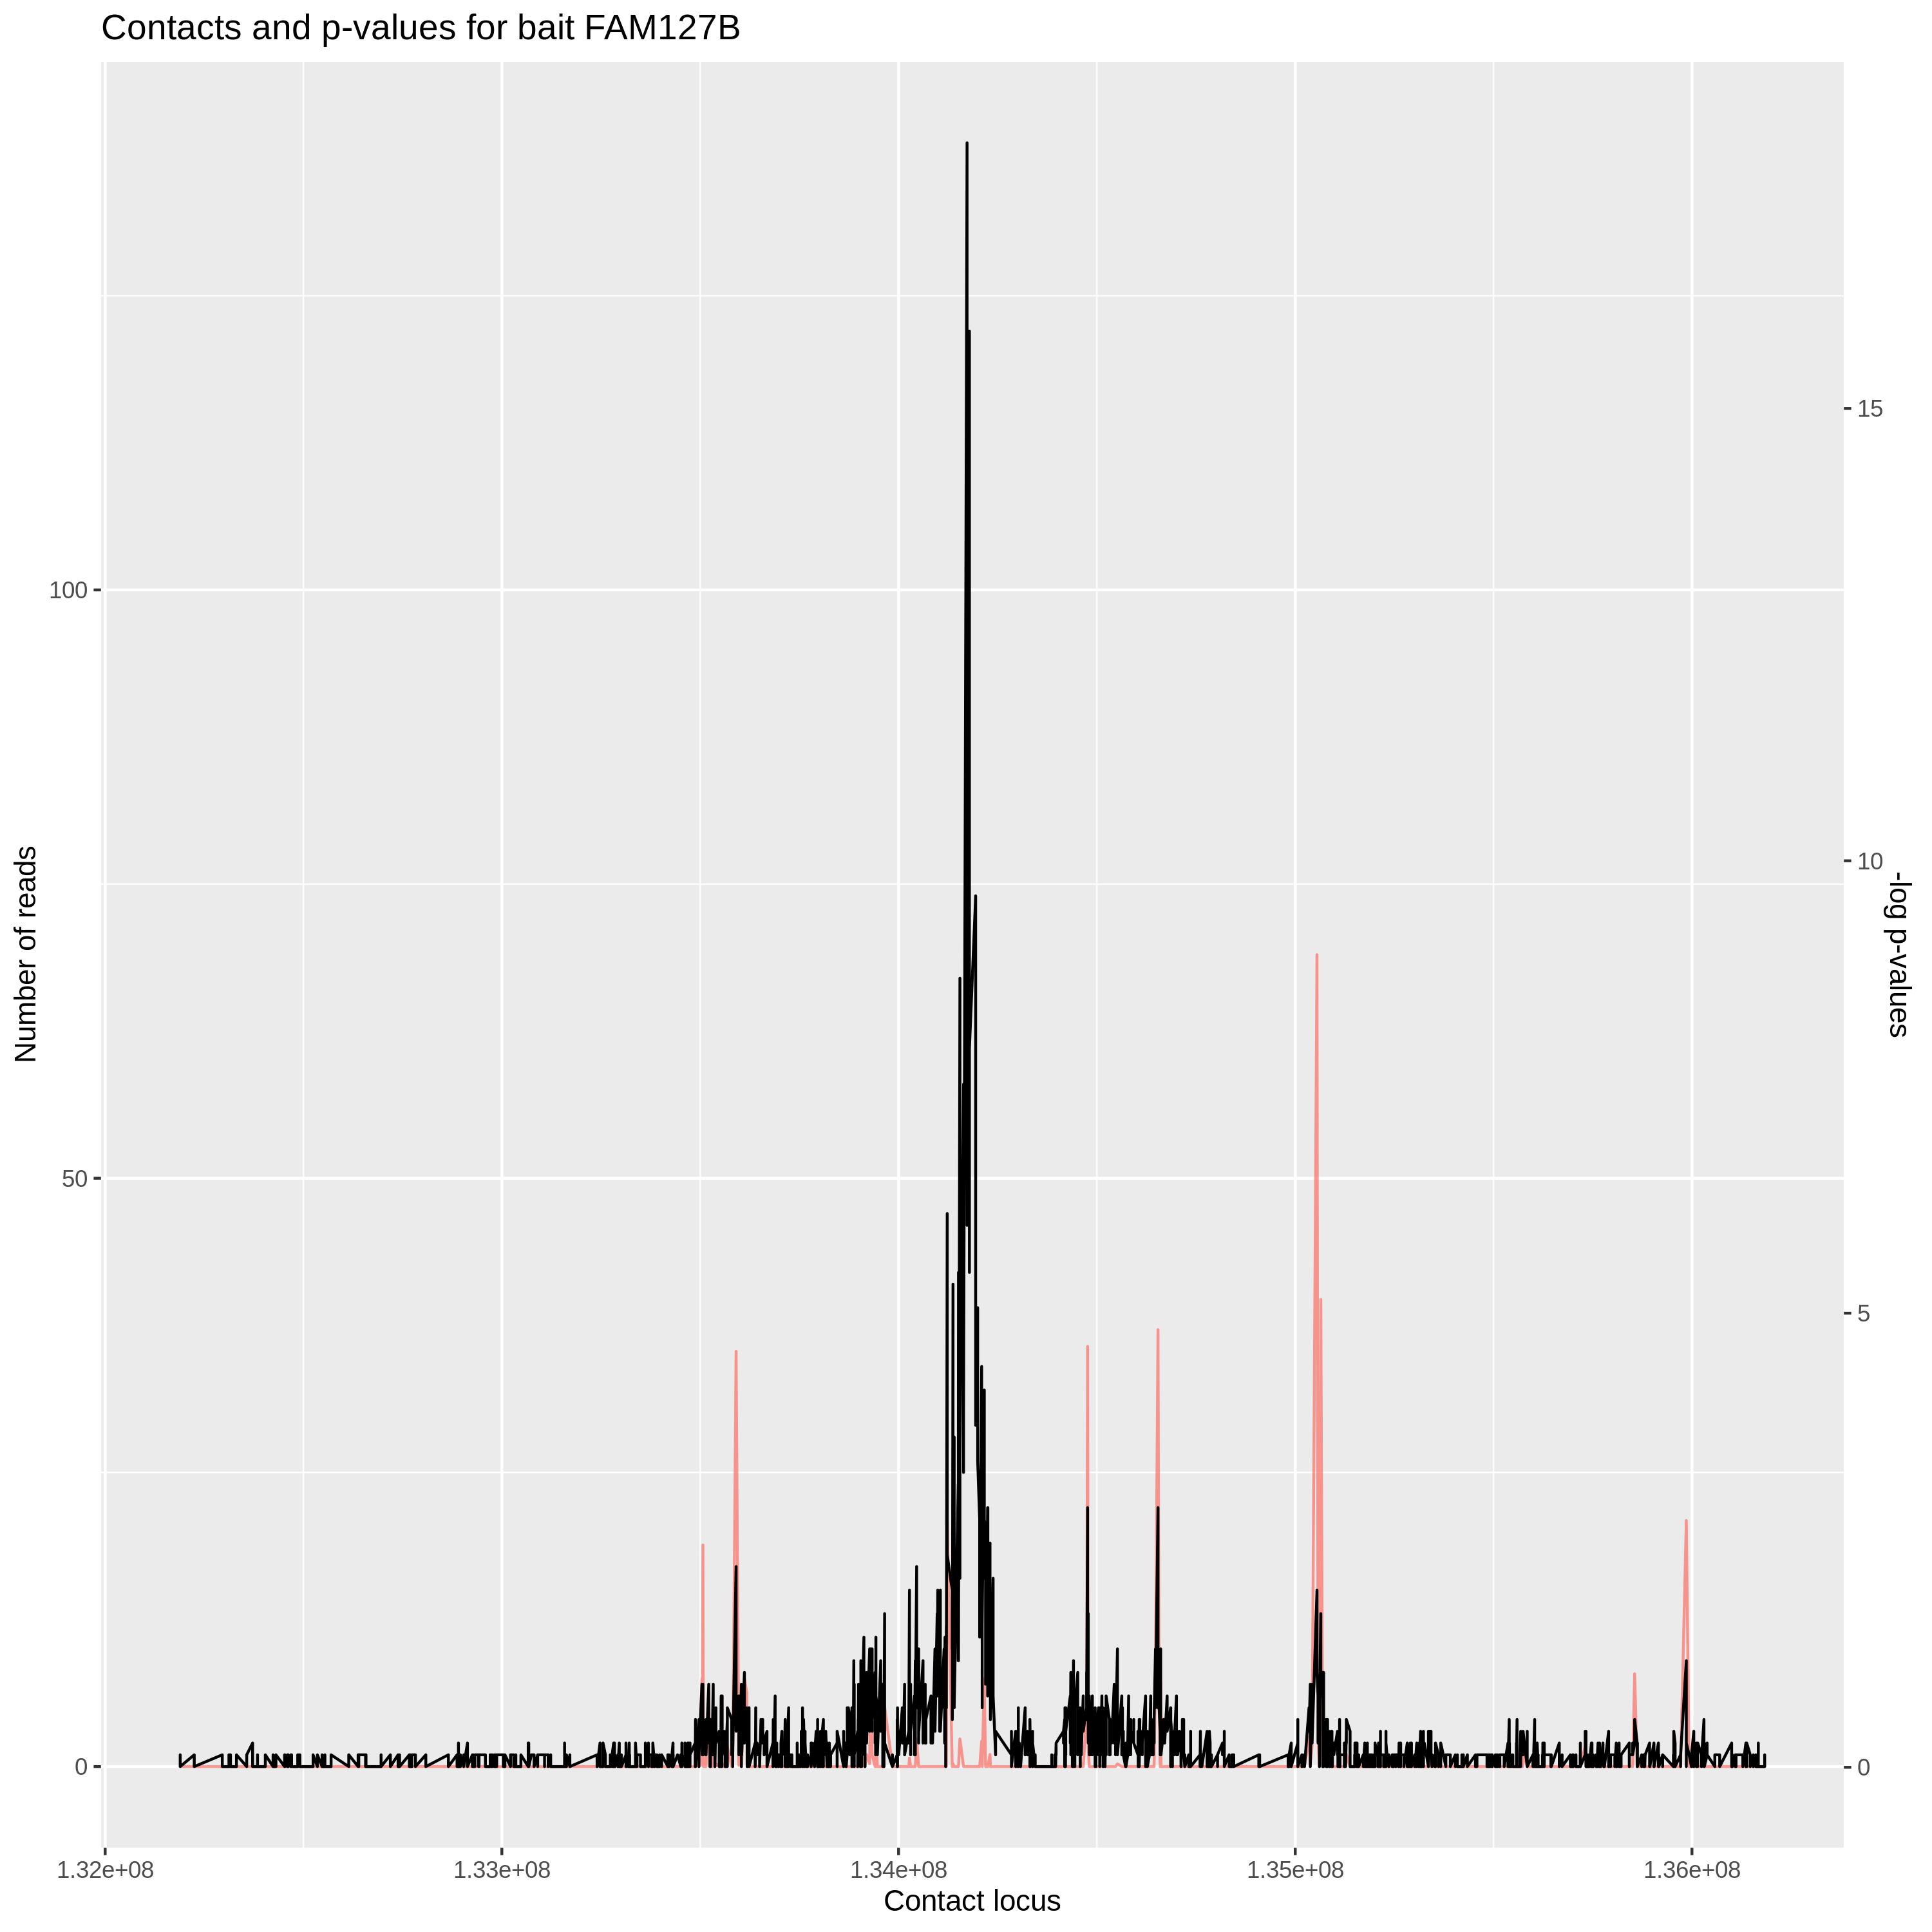 Contacts and p-values for bait FAM127B
Number of reads
100
50
0
15
10
5
0
-log p-values
1.32e+08
1.33e+08
1.34e+08
1.35e+08
1.36e+08
Contact locus